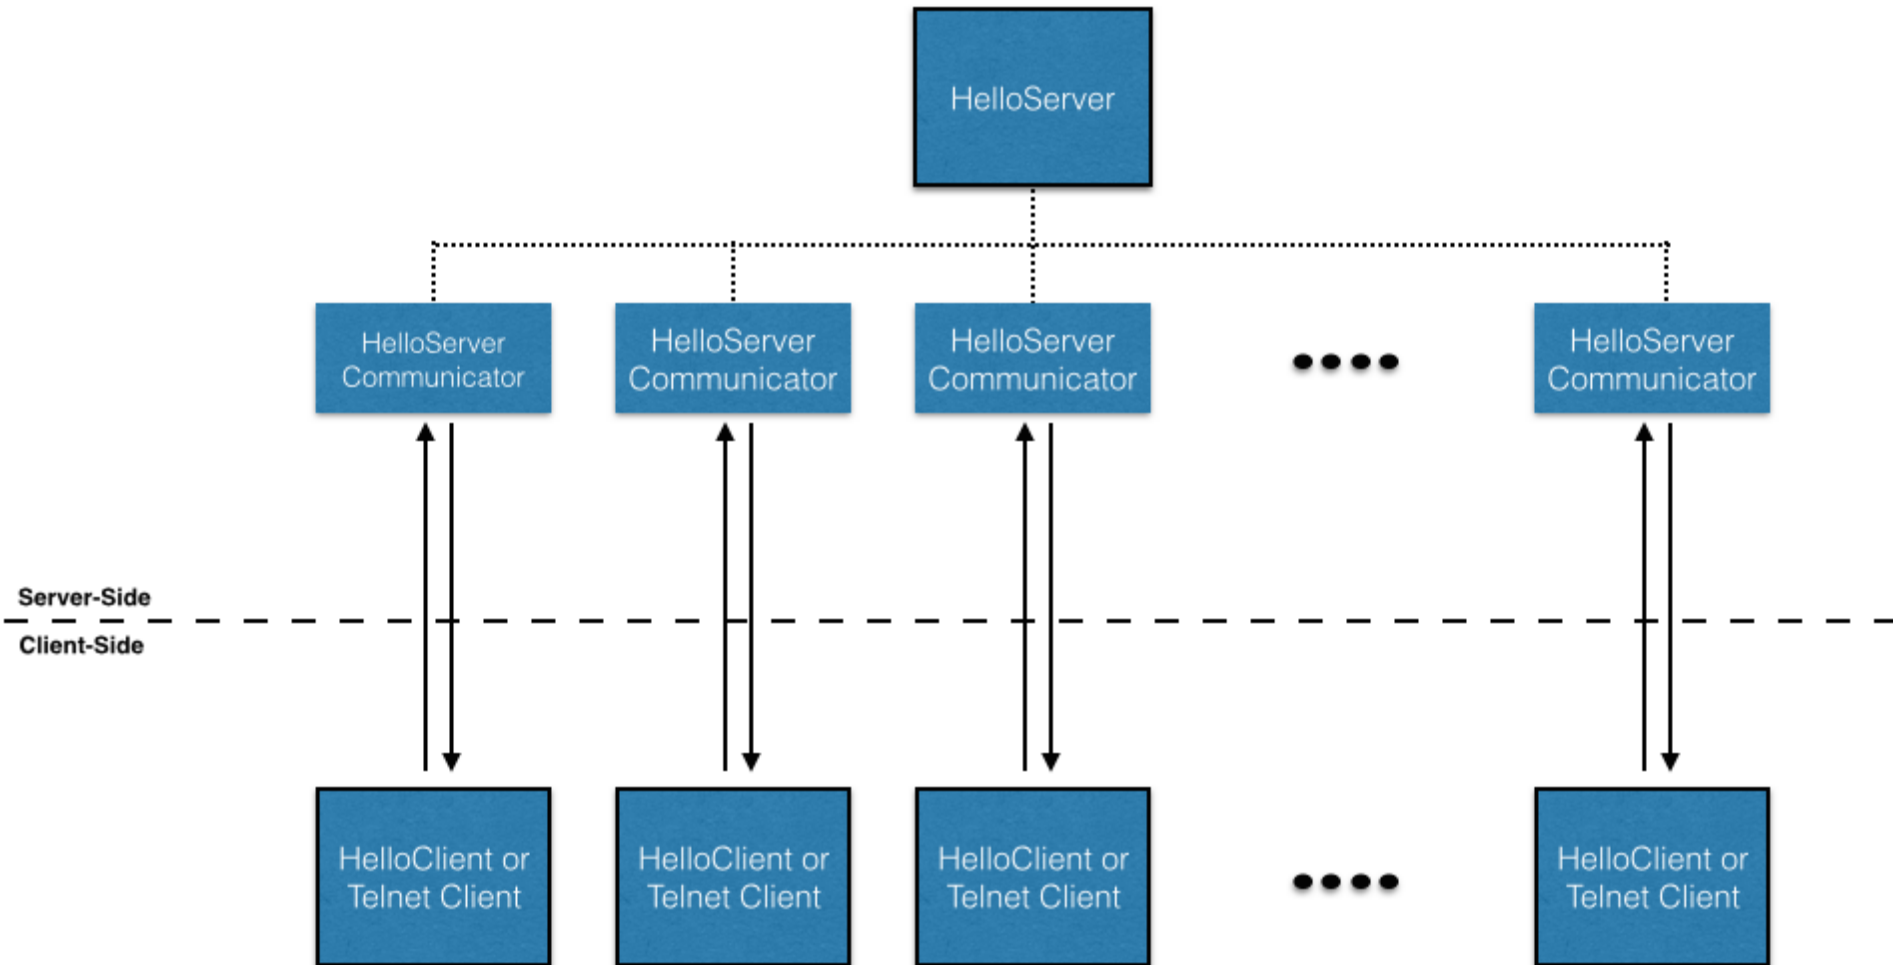 HelloServer
HelloServer
Communicator
HelloServer
Communicator
HelloServer
Communicator
HelloServer
Communicator
Server-Side
Client-Side
HelloClient or
Telnet Client
HelloClient or
Telnet Client
HelloClient or
Telnet Client
HelloClient or
Telnet Client